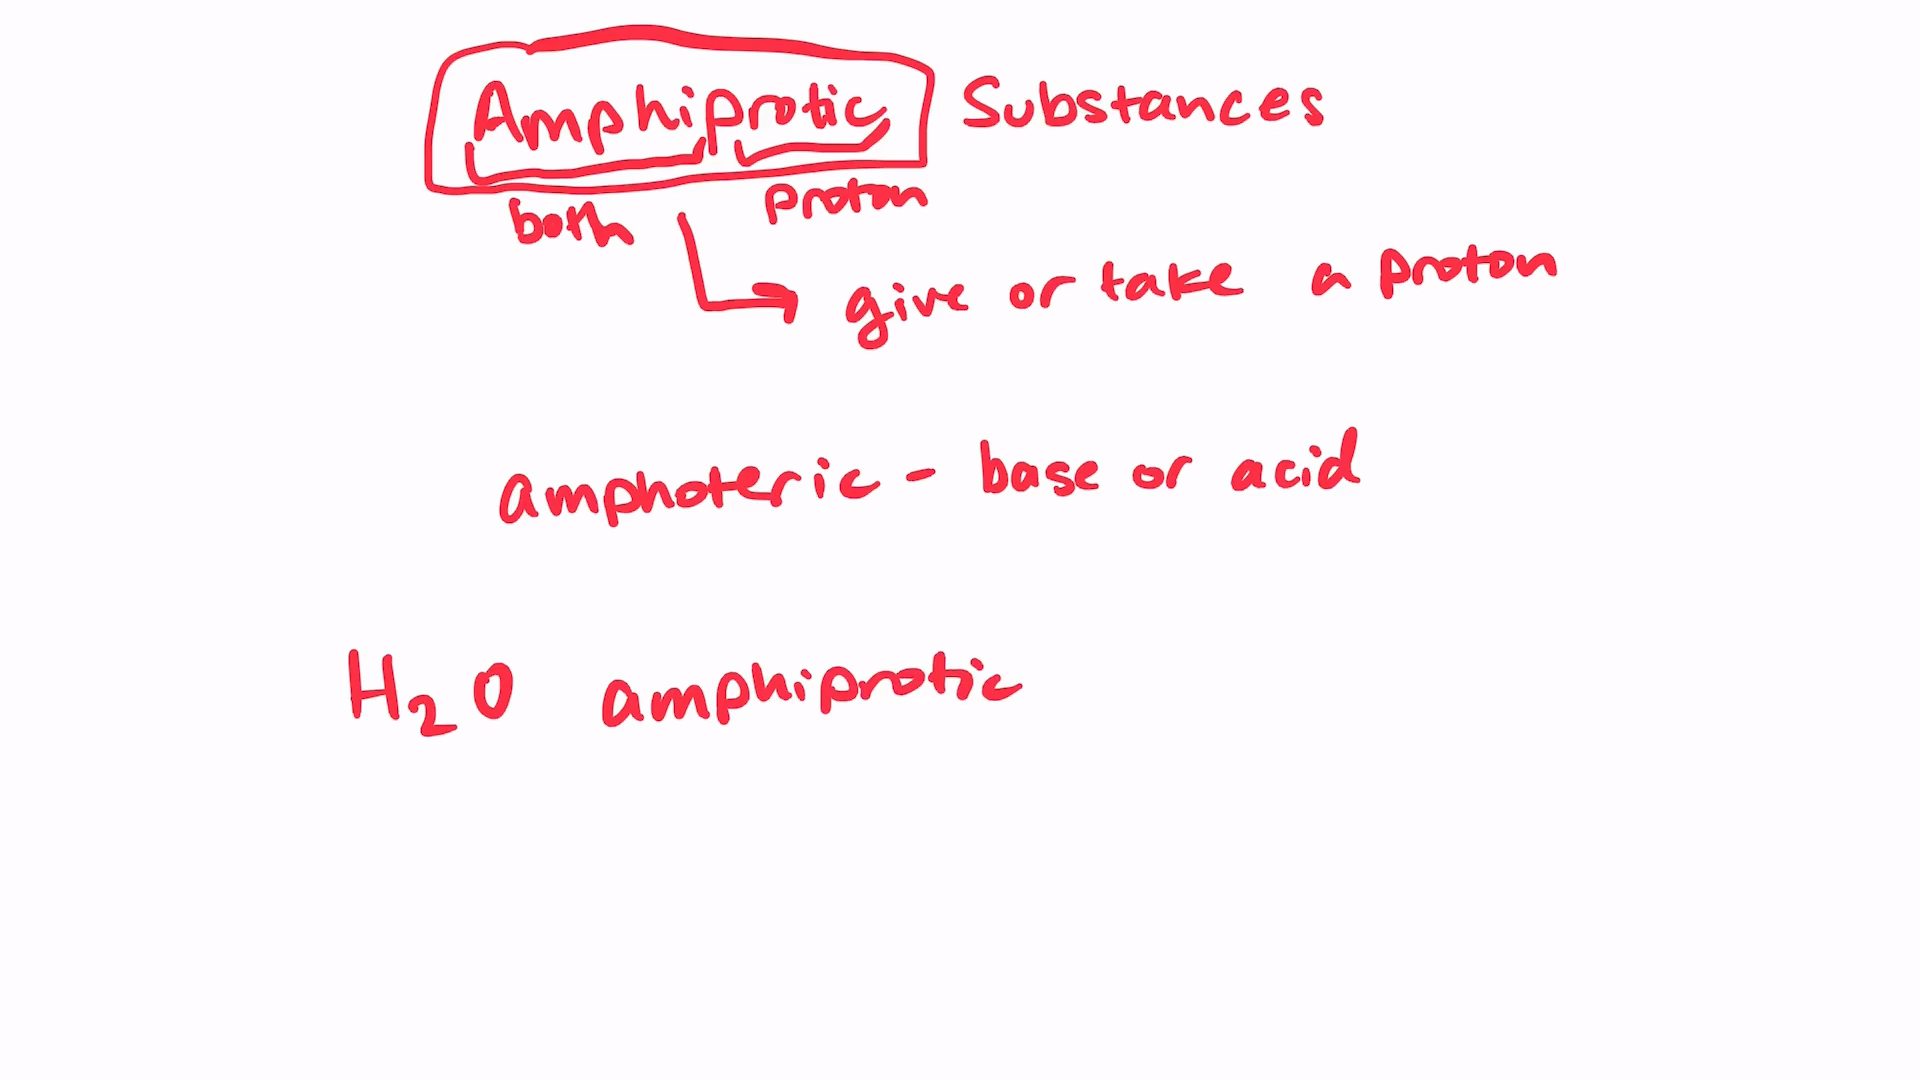 Amphiprotic Substances
both proton
give or take a proton
amphoteric - base or acid
H₂O amphiprotic